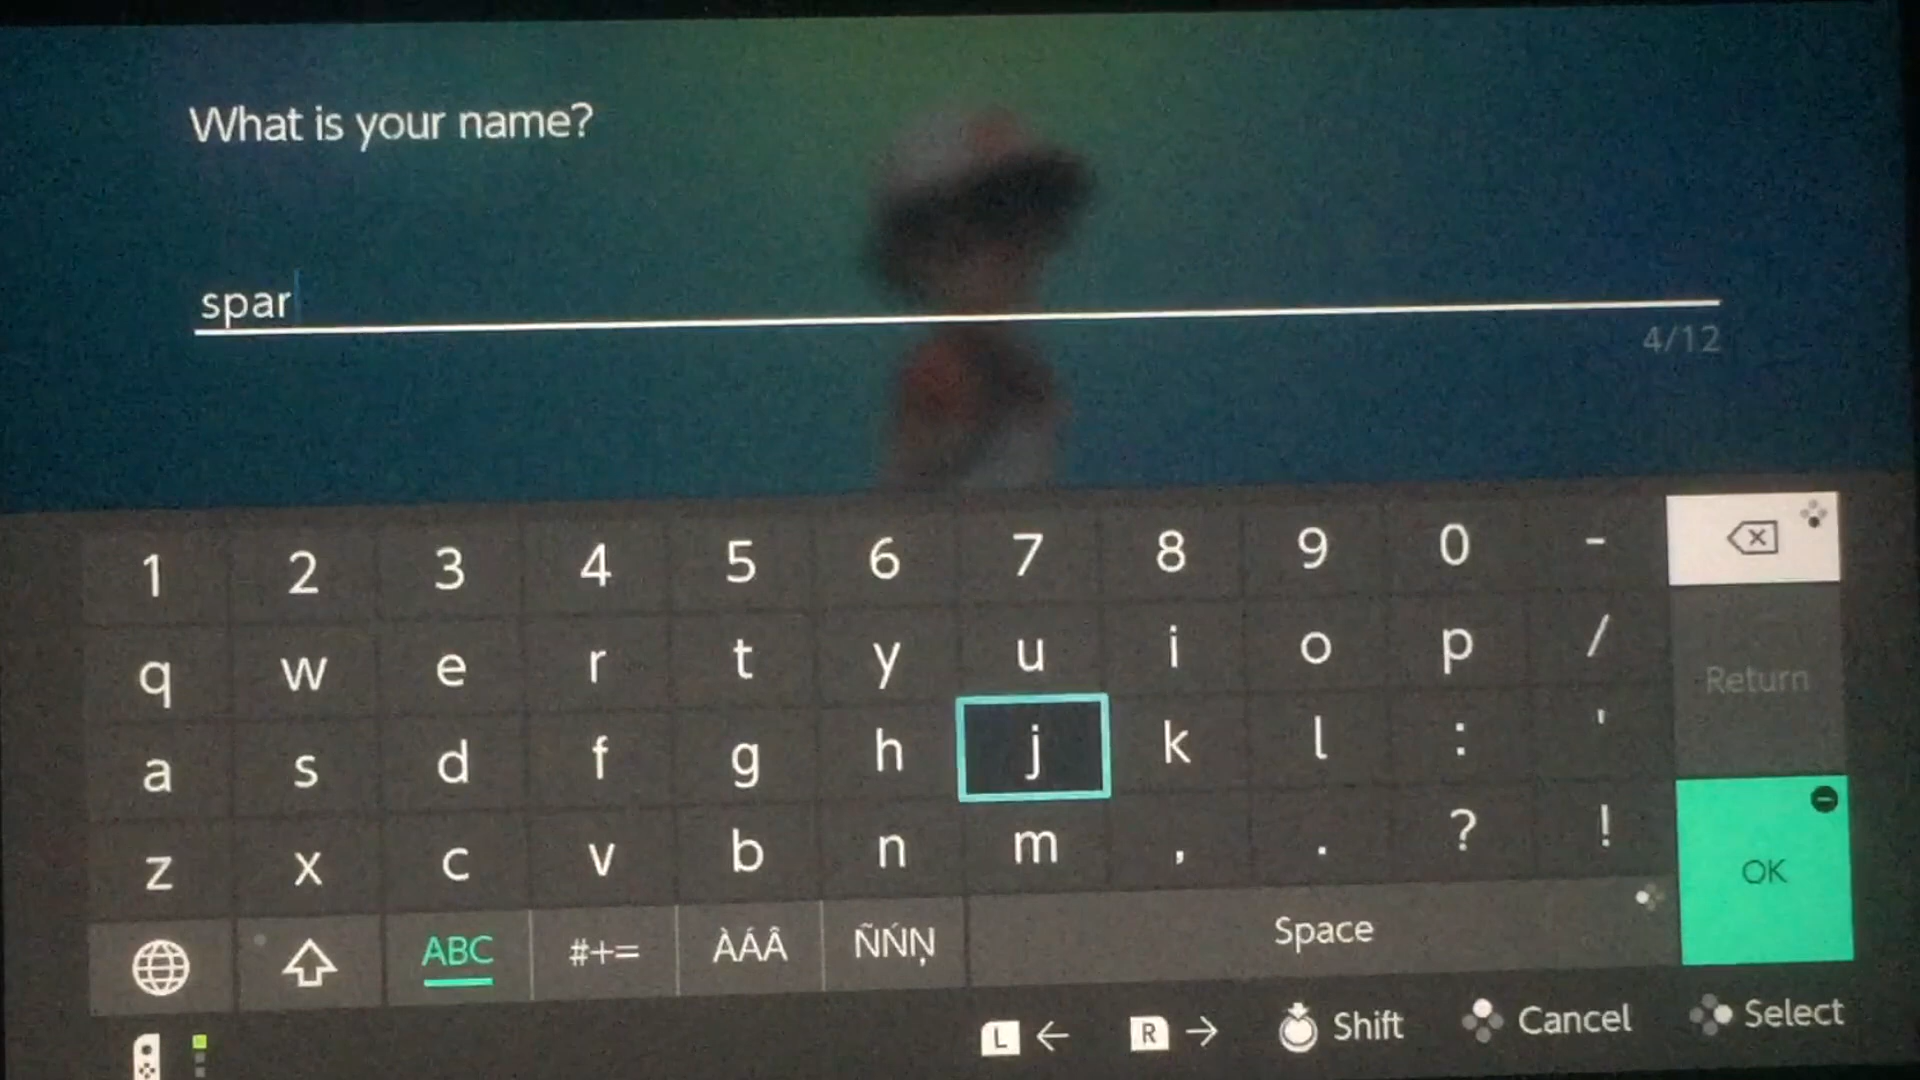 What is your name?
spar
4/12
1 2 3 4 5 6 7 8 9 0 -
q w e r t y u i o p /
Return
a s d f g h j k l : '
z x c v b n m , . ? !
OK
ABC #+= ÀÁÂ ÑŃŅ Space
L ← R → Shift Cancel Select